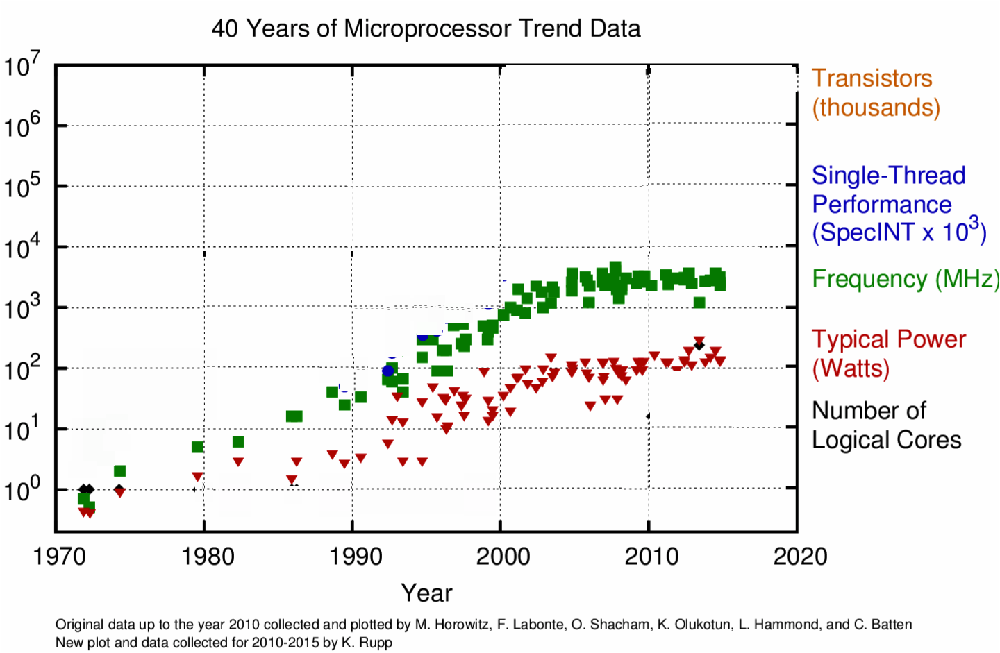 40 Years of Microprocessor Trend Data
10^7
10^6
10^5
10^4
10^3
10^2
10^1
10^0
1970 1980 1990 2000 2010 2020
Year
Transistors
(thousands)
Single-Thread
Performance
(SpecINT x 10^3)
Frequency (MHz)
Typical Power
(Watts)
Number of
Logical Cores
Original data up to the year 2010 collected and plotted by M. Horowitz, F. Labonte, O. Shacham, K. Olukotun, L. Hammond, and C. Batten
New plot and data collected for 2010-2015 by K. Rupp